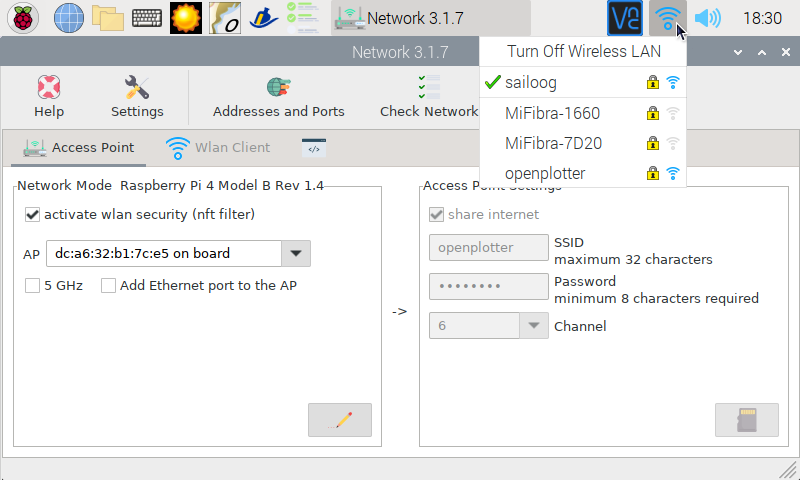 Network 3.1.7
VNC
18:30
Network 3.1.7
Turn Off Wireless LAN
sailoog
MiFibra-1660
MiFibra-7D20
openplotter
Help
Settings
Addresses and Ports
Check Network
Access Point
Wlan Client
</>
Network Mode Raspberry Pi 4 Model B Rev 1.4
activate wlan security (nft filter)
AP dc:a6:32:b1:7c:e5 on board
5 GHz Add Ethernet port to the AP
->
Access Point Settings
share internet
openplotter SSID
maximum 32 characters
•••••••• Password
minimum 8 characters required
6 Channel